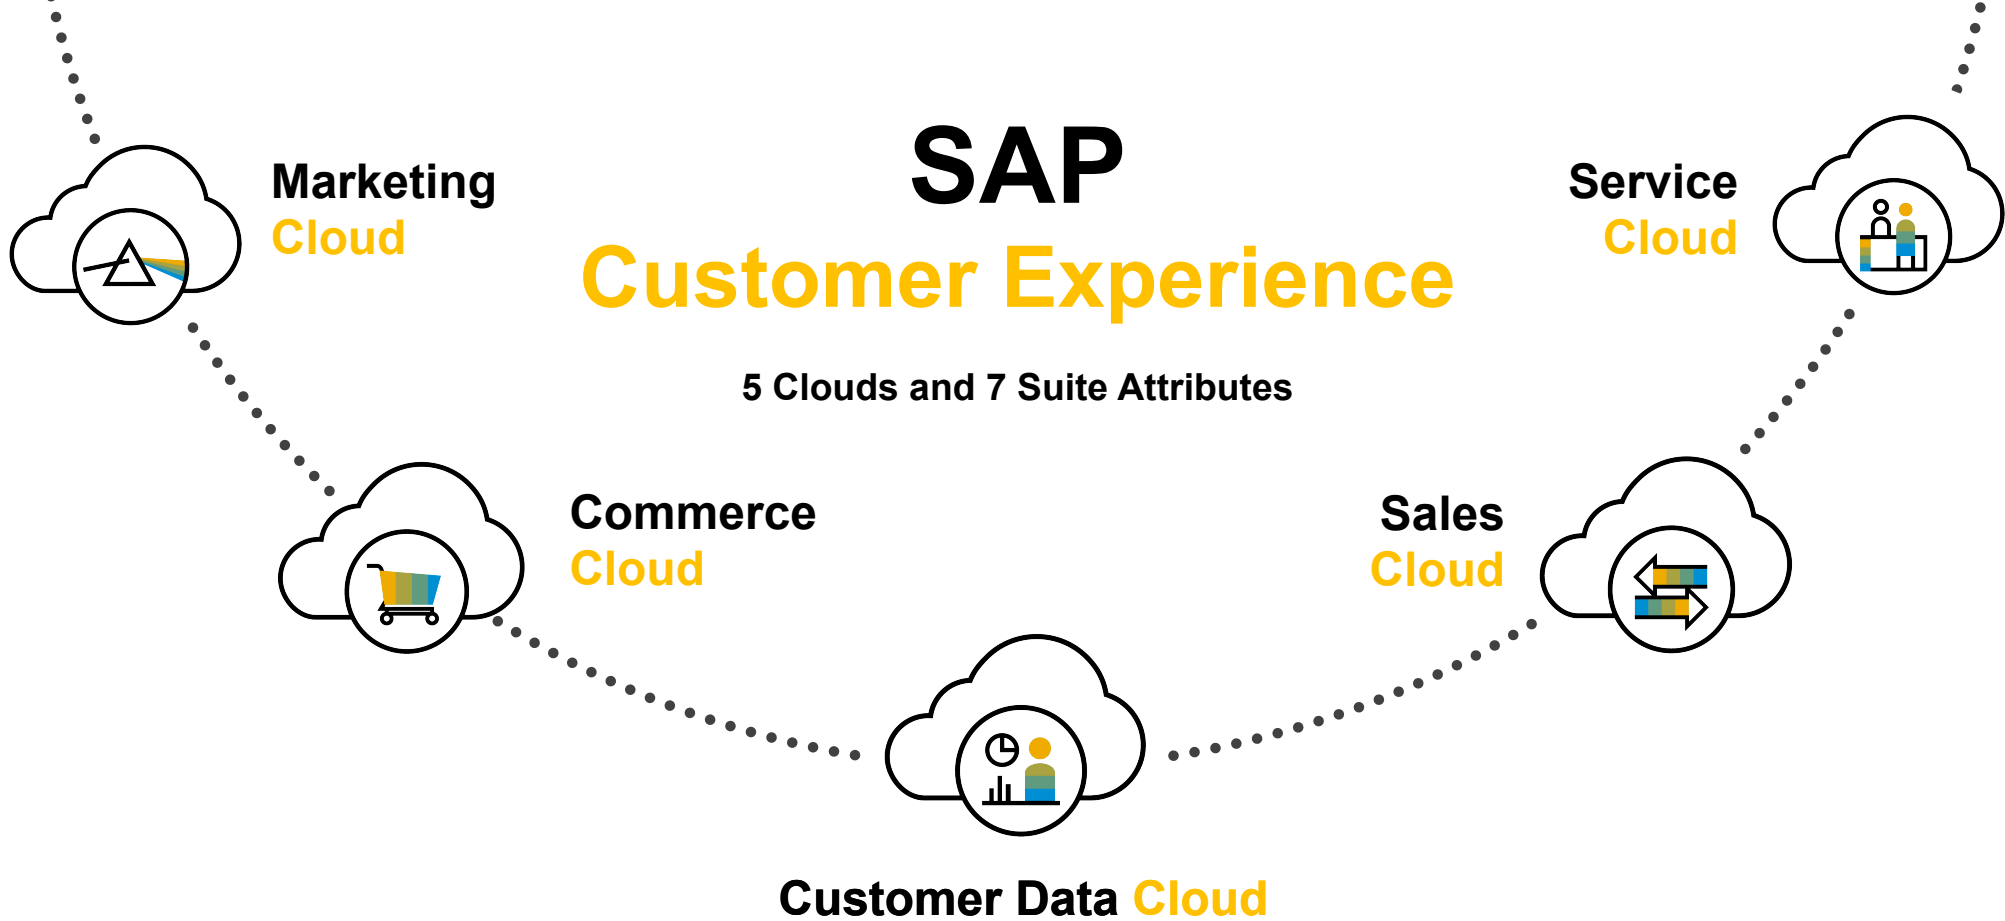 SAP
Customer Experience
5 Clouds and 7 Suite Attributes
Marketing
Cloud
Service
Cloud
Commerce
Cloud
Sales
Cloud
Customer Data Cloud